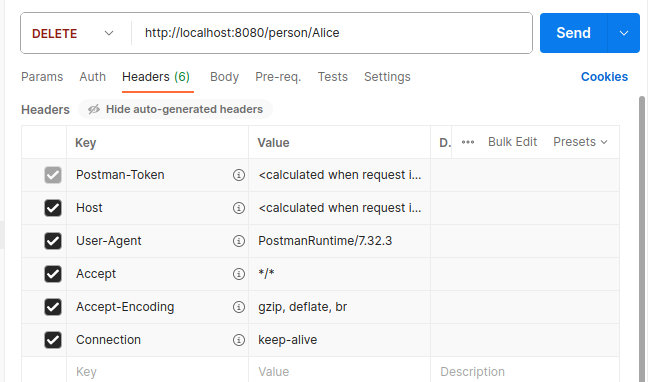 DELETE http://localhost:8080/person/Alice Send
Params Auth Headers (6) Body Pre-req. Tests Settings Cookies
Headers Hide auto-generated headers
Key Value D. Bulk Edit Presets
Postman-Token <calculated when request i...
Host <calculated when request i...
User-Agent PostmanRuntime/7.32.3
Accept */*
Accept-Encoding gzip, deflate, br
Connection keep-alive
Key Value Description